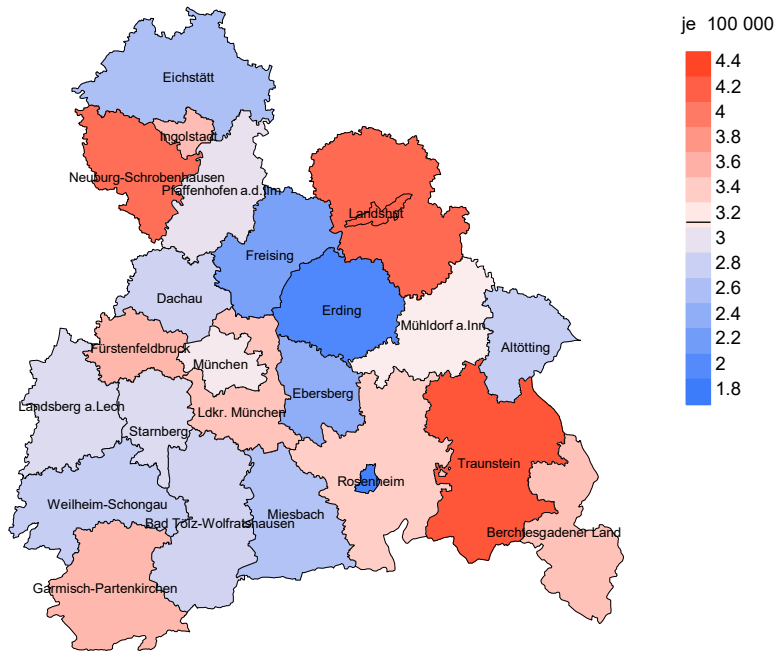 je 100 000
4.4
4.2
4
3.8
3.6
3.4
3.2
3
2.8
2.6
2.4
2.2
2
1.8
Eichstätt
Ingolstadt
Neuburg-Schrobenhausen
Pfaffenhofen a.d.Ilm
Landshut
Freising
Dachau
Erding
Mühldorf a.Inn
Altötting
Fürstenfeldbruck
München
Ebersberg
Landsberg a.Lech
Ldkr. München
Starnberg
Traunstein
Rosenheim
Weilheim-Schongau
Miesbach
Bad Tölz-Wolfratshausen
Berchtesgadener Land
Garmisch-Partenkirchen